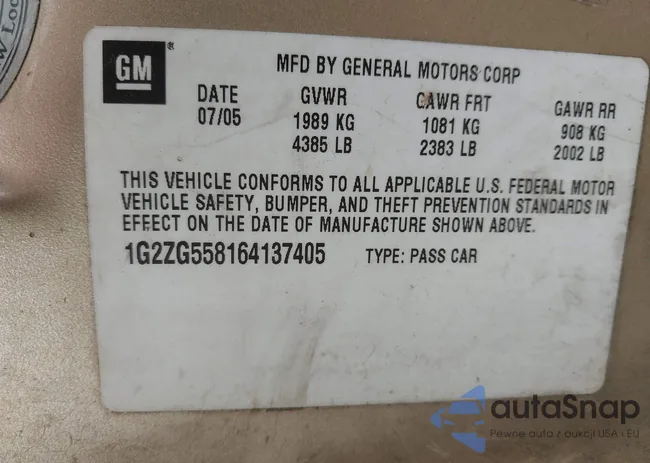 w Loc
GM
MFD BY GENERAL MOTORS CORP
DATE GVWR GAWR FRT GAWR RR
07/05 1989 KG 1081 KG 908 KG
4385 LB 2383 LB 2002 LB
THIS VEHICLE CONFORMS TO ALL APPLICABLE U.S. FEDERAL MOTOR
VEHICLE SAFETY, BUMPER, AND THEFT PREVENTION STANDARDS IN
EFFECT ON THE DATE OF MANUFACTURE SHOWN ABOVE.
1G2ZG558164137405 TYPE: PASS CAR
autaSnap
Pewne auta z aukcji USA i EU